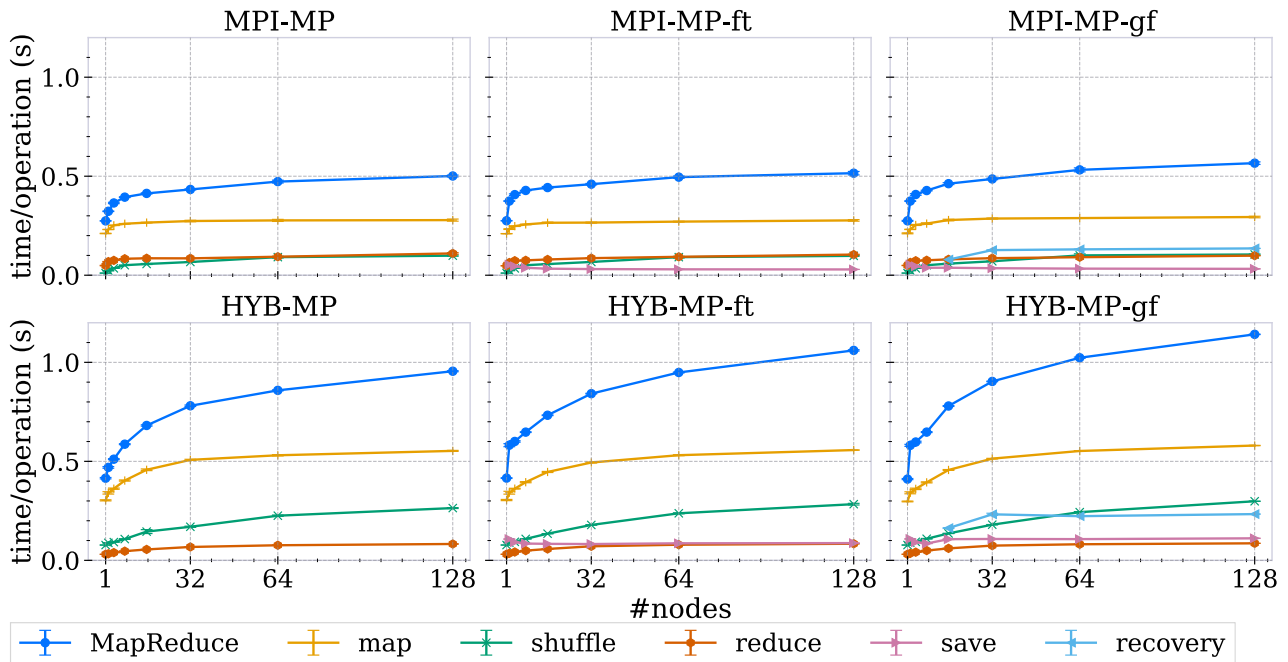 MPI-MP MPI-MP-ft MPI-MP-gf
time/operation (s)
1.0
0.5
0.0
HYB-MP HYB-MP-ft HYB-MP-gf
time/operation (s)
1.0
0.5
0.0
1 32 64 128 1 32 64 128 1 32 64 128
#nodes
MapReduce map shuffle reduce save recovery